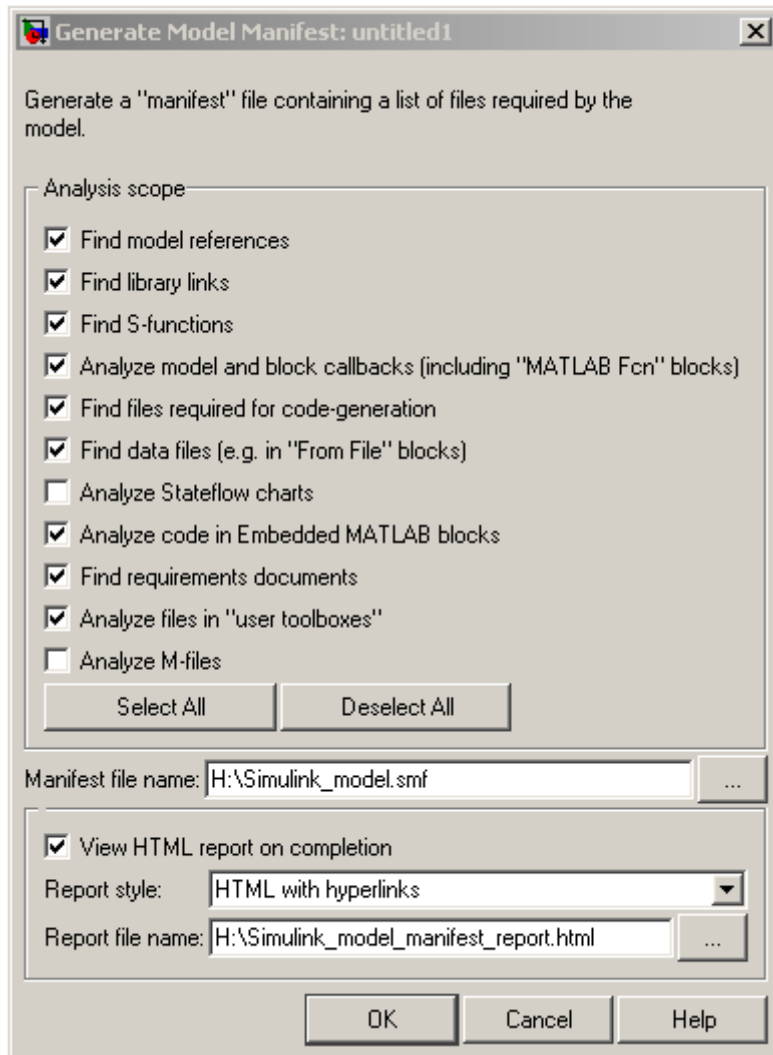 Generate Model Manifest: untitled1
Generate a "manifest" file containing a list of files required by the
model.
Analysis scope
Find model references
Find library links
Find S-functions
Analyze model and block callbacks (including "MATLAB Fcn" blocks)
Find files required for code-generation
Find data files (e.g. in "From File" blocks)
Analyze Stateflow charts
Analyze code in Embedded MATLAB blocks
Find requirements documents
Analyze files in "user toolboxes"
Analyze M-files
Select All Deselect All
Manifest file name: H:\Simulink_model.smf ...
View HTML report on completion
Report style: HTML with hyperlinks
Report file name: H:\Simulink_model_manifest_report.html ...
OK Cancel Help